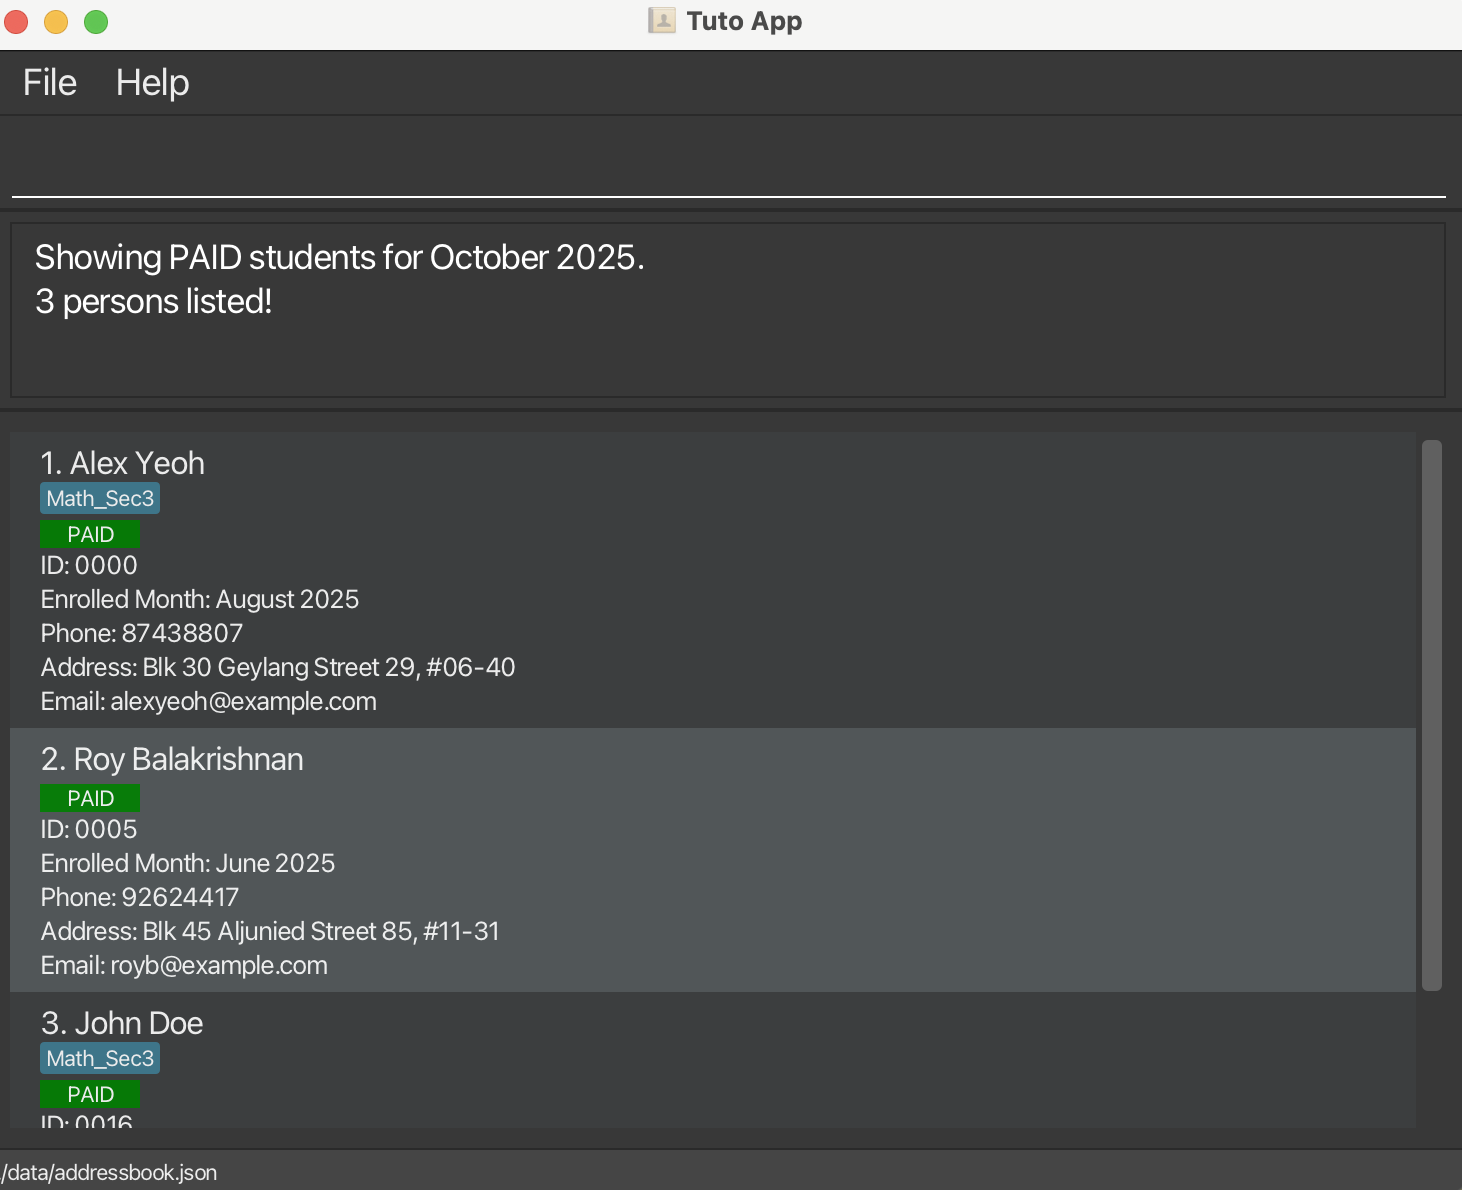 Tuto App
File Help
Showing PAID students for October 2025.
3 persons listed!
1. Alex Yeoh
Math_Sec3
PAID
ID: 0000
Enrolled Month: August 2025
Phone: 87438807
Address: Blk 30 Geylang Street 29, #06-40
Email: alexyeoh@example.com
2. Roy Balakrishnan
PAID
ID: 0005
Enrolled Month: June 2025
Phone: 92624417
Address: Blk 45 Aljunied Street 85, #11-31
Email: royb@example.com
3. John Doe
Math_Sec3
PAID
ID: 0016
/data/addressbook.json